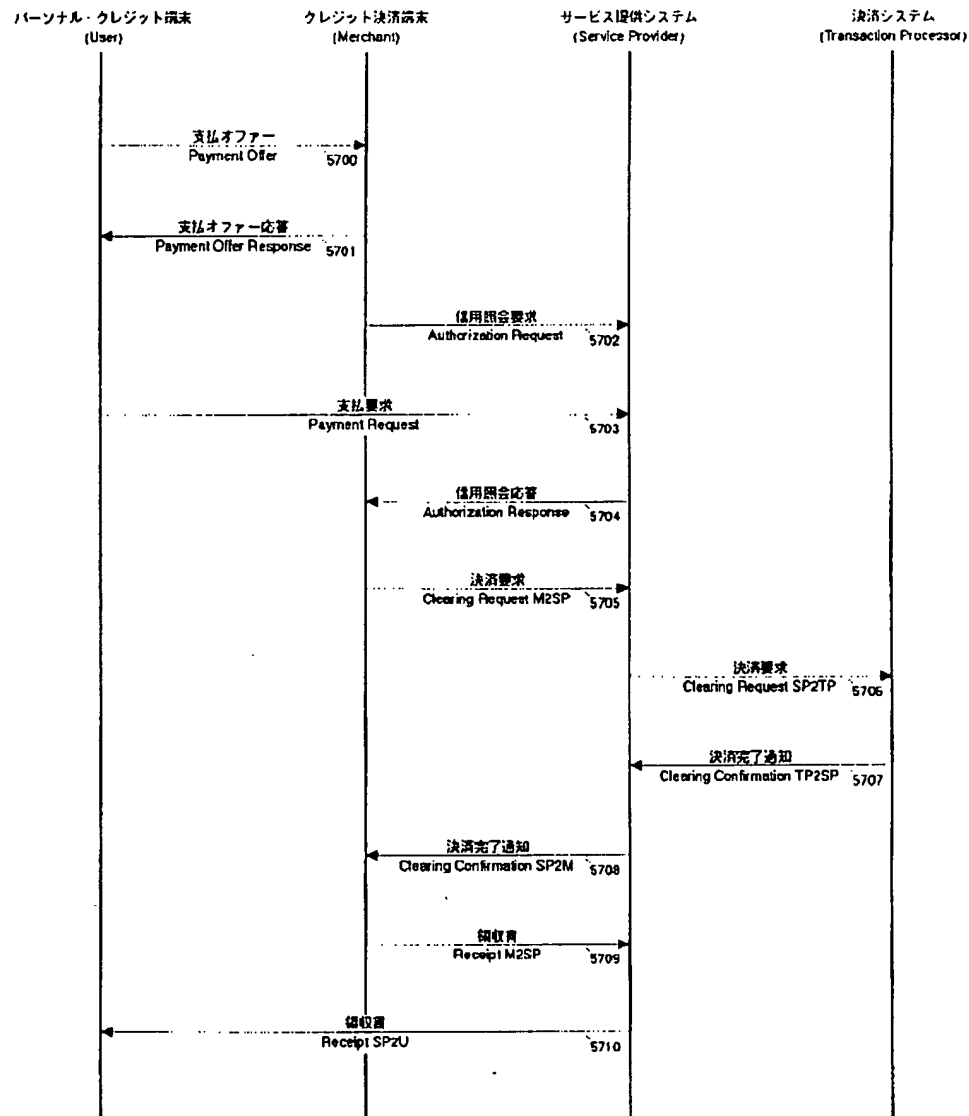 パーソナル・クレジット端末
(User)
クレジット決済端末
(Merchant)
サービス提供システム
(Service Provider)
決済システム
(Transaction Processor)
支払オファー
Payment Offer
5700
支払オファー応答
Payment Offer Response
5701
信用照会要求
Authorization Request
5702
支払要求
Payment Request
5703
信用照会応答
Authorization Response
5704
決済要求
Clearing Request M2SP
5705
決済要求
Clearing Request SP2TP
5706
決済完了通知
Clearing Confirmation TP2SP
5707
決済完了通知
Clearing Confirmation SP2M
5708
領収書
Receipt M2SP
5709
領収書
Receipt SP2U
5710